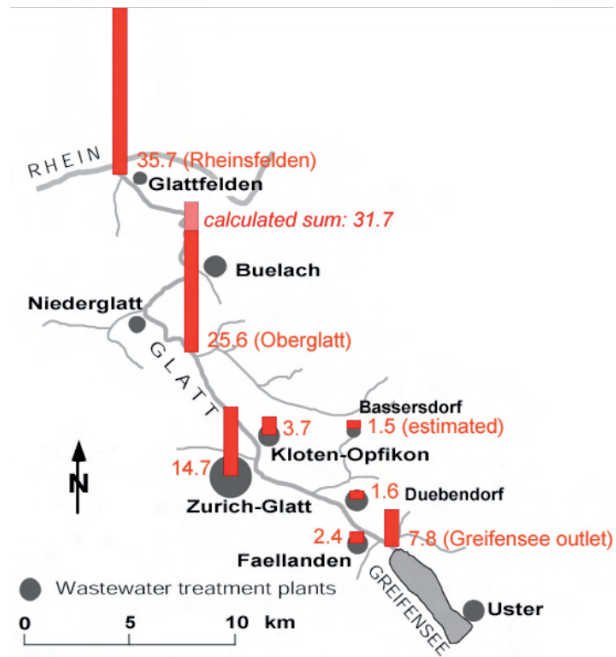 RHEIN
35.7 (Rheinsfelden)
Glattfelden
calculated sum: 31.7
Buelach
Niederglatt
25.6 (Oberglatt)
GLATT
Bassersdorf
3.7
1.5 (estimated)
Kloten-Opfikon
14.7
N
1.6
Duebendorf
Zurich-Glatt
2.4
7.8 (Greifensee outlet)
Faellanden
Wastewater treatment plants
GREIFENSEE
Uster
0 5 10 km